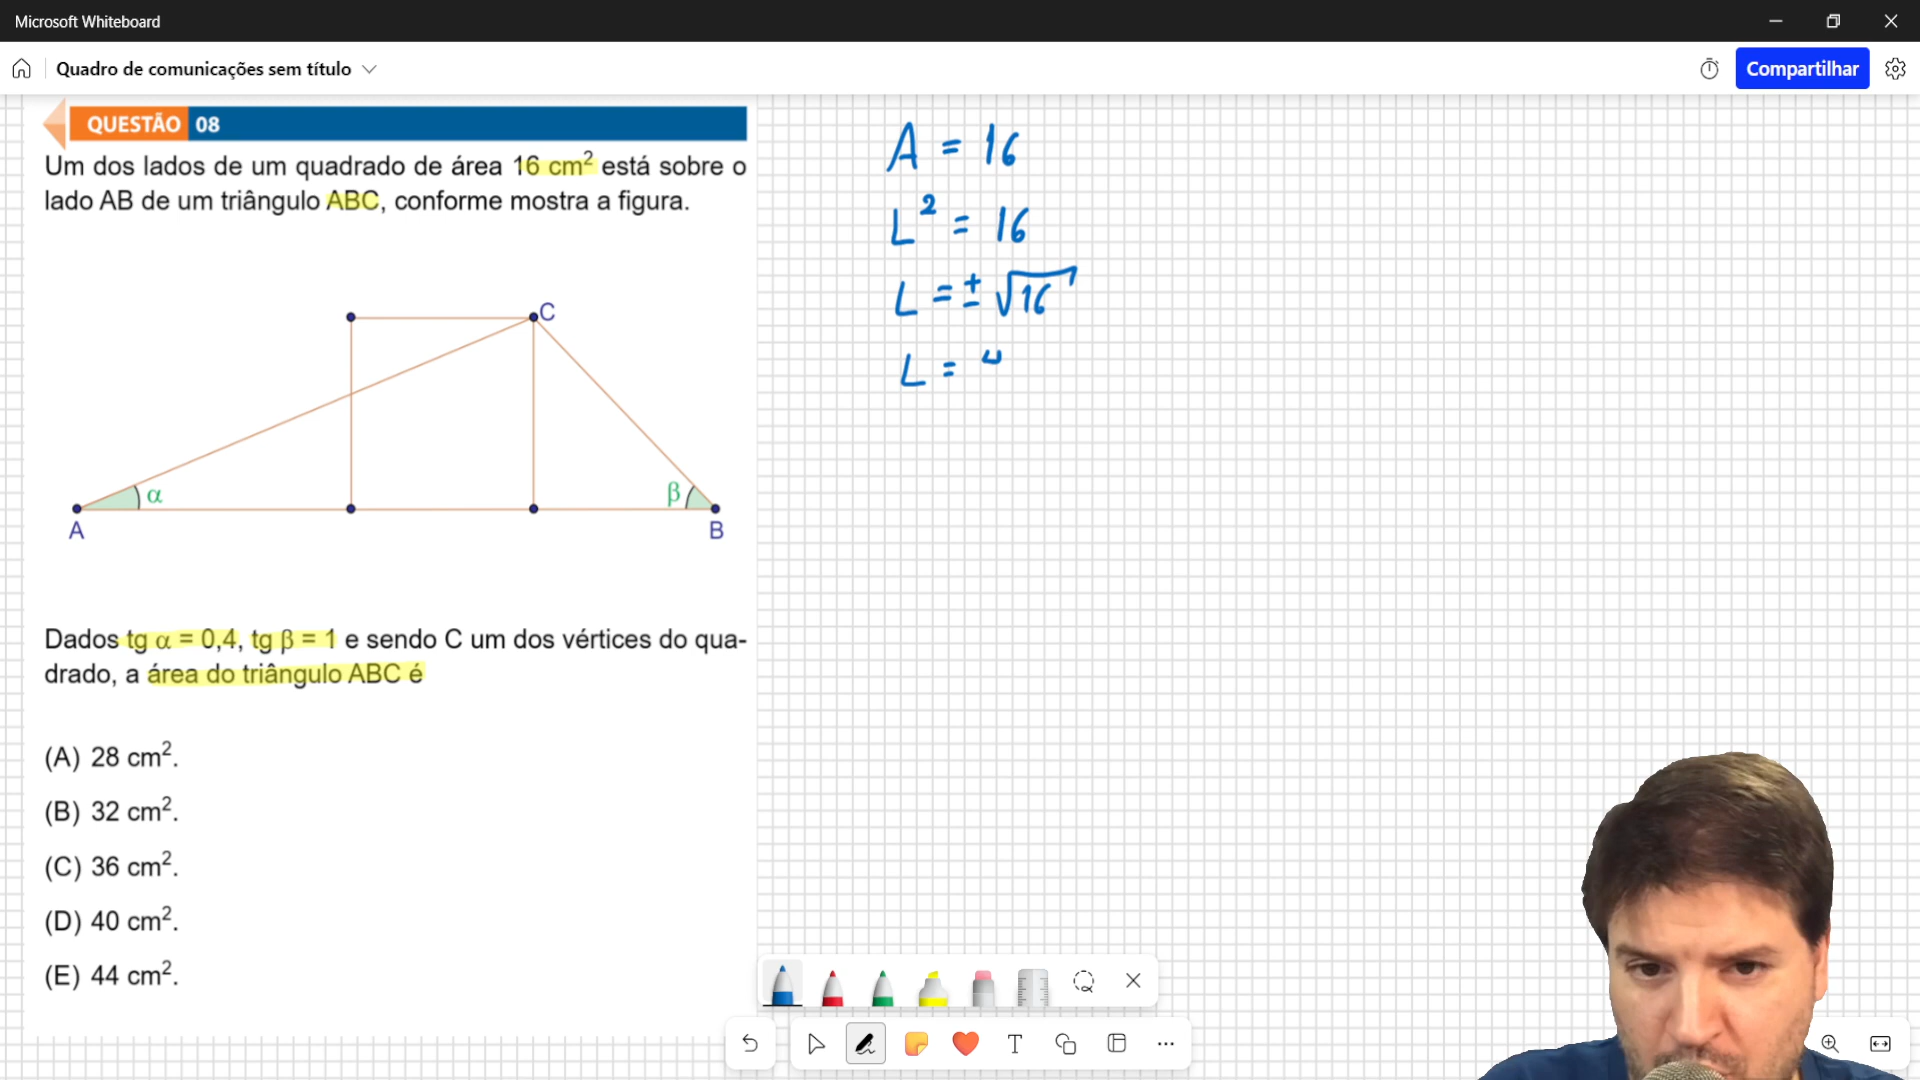 Microsoft Whiteboard
Quadro de comunicações sem título
Compartilhar
QUESTÃO 08
Um dos lados de um quadrado de área 16 cm² está sobre o
lado AB de um triângulo ABC, conforme mostra a figura.
C
α
β
A
B
Dados tg α = 0,4, tg β = 1 e sendo C um dos vértices do qua-
drado, a área do triângulo ABC é
(A) 28 cm².
(B) 32 cm².
(C) 36 cm².
(D) 40 cm².
(E) 44 cm².
A = 16
L² = 16
L = ± √16
L =
T